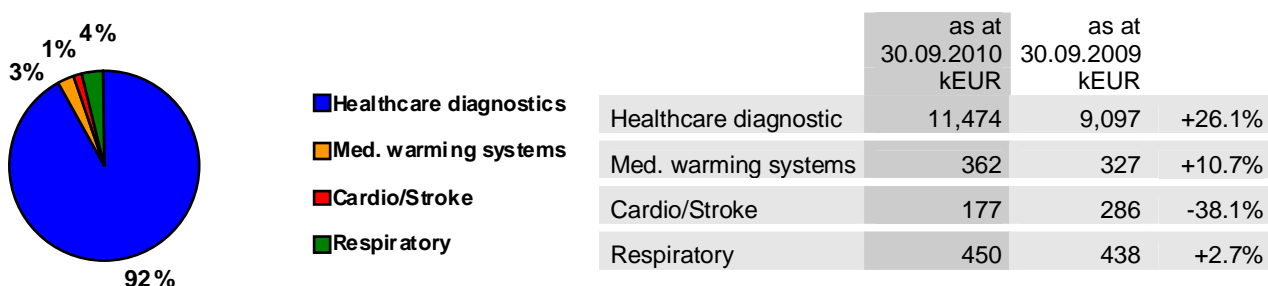 4%
1%
3%
92%
Healthcare diagnostics
Med. warming systems
Cardio/Stroke
Respiratory
as at as at
30.09.2010 30.09.2009
kEUR kEUR
Healthcare diagnostic 11,474 9,097 +26.1%
Med. warming systems 362 327 +10.7%
Cardio/Stroke 177 286 -38.1%
Respiratory 450 438 +2.7%